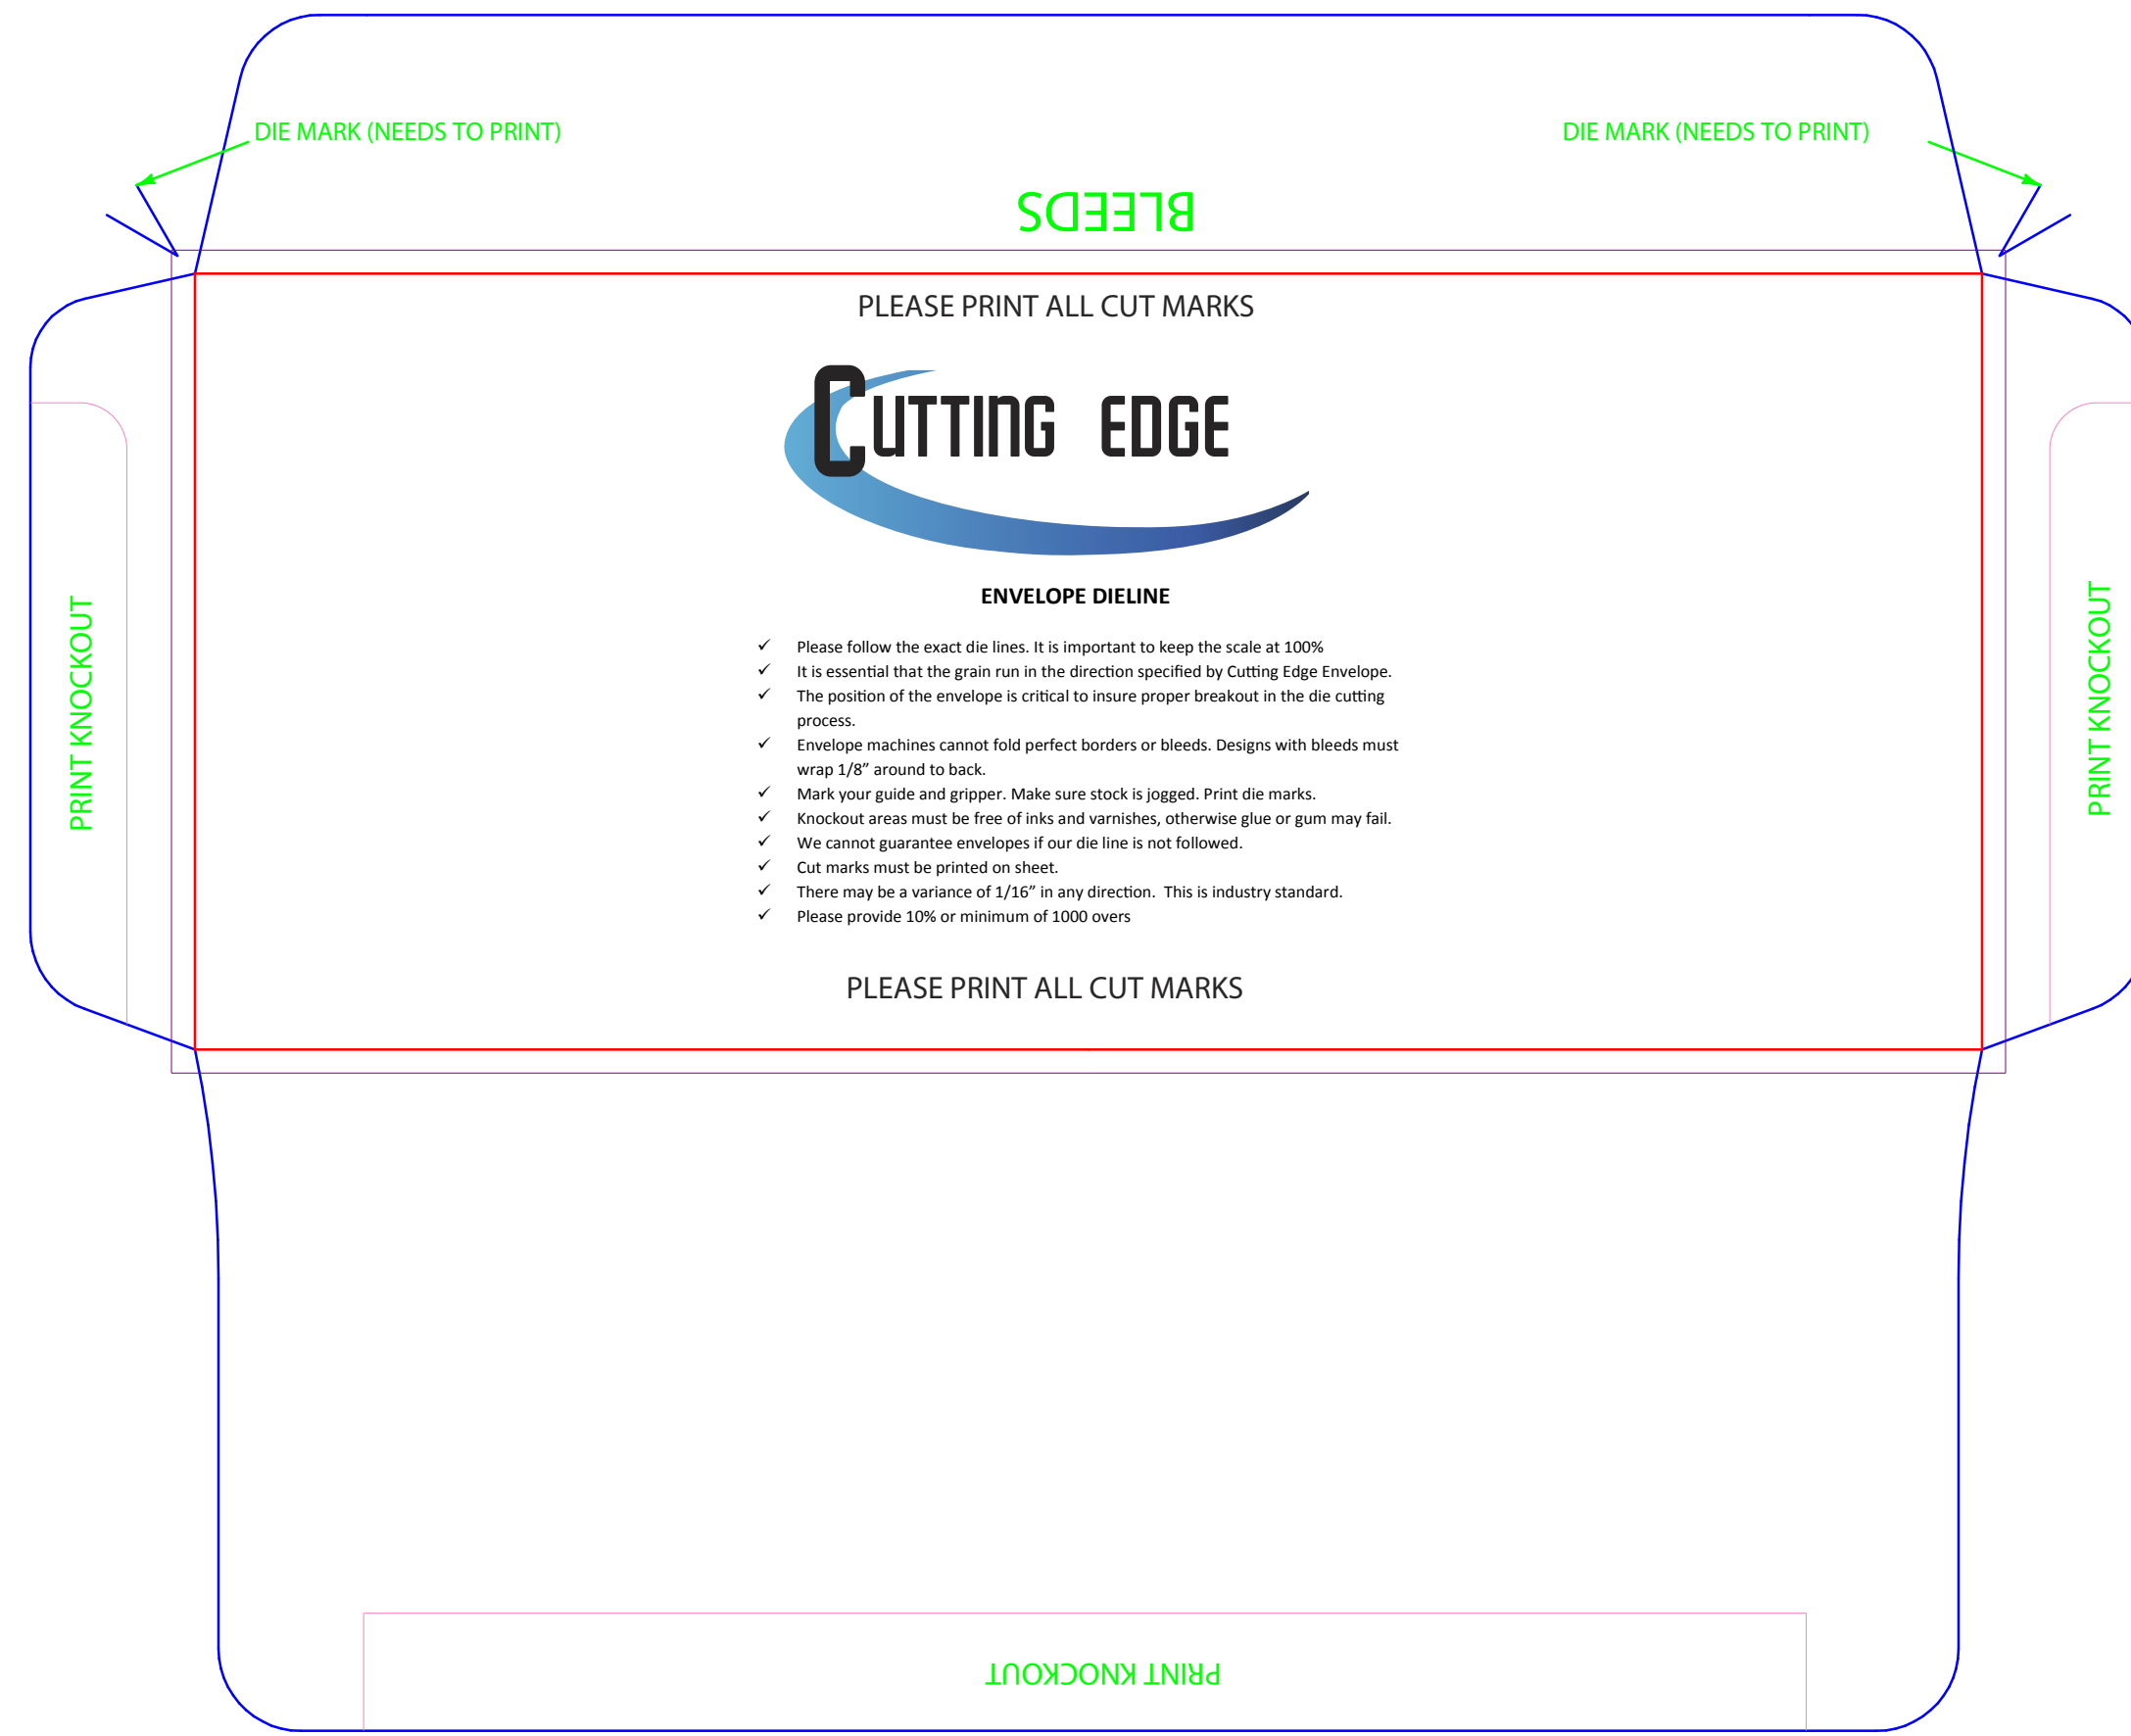 DIE MARK (NEEDS TO PRINT)
DIE MARK (NEEDS TO PRINT)
BLEEDS
PLEASE PRINT ALL CUT MARKS
CUTTING EDGE
ENVELOPE DIELINE
✓ Please follow the exact die lines. It is important to keep the scale at 100%
✓ It is essential that the grain run in the direction specified by Cutting Edge Envelope.
✓ The position of the envelope is critical to insure proper breakout in the die cutting
process.
✓ Envelope machines cannot fold perfect borders or bleeds. Designs with bleeds must
wrap 1/8” around to back.
✓ Mark your guide and gripper. Make sure stock is jogged. Print die marks.
✓ Knockout areas must be free of inks and varnishes, otherwise glue or gum may fail.
✓ We cannot guarantee envelopes if our die line is not followed.
✓ Cut marks must be printed on sheet.
✓ There may be a variance of 1/16” in any direction.  This is industry standard.
✓ Please provide 10% or minimum of 1000 overs
PRINT KNOCKOUT
PRINT KNOCKOUT
PLEASE PRINT ALL CUT MARKS
PRINT KNOCKOUT